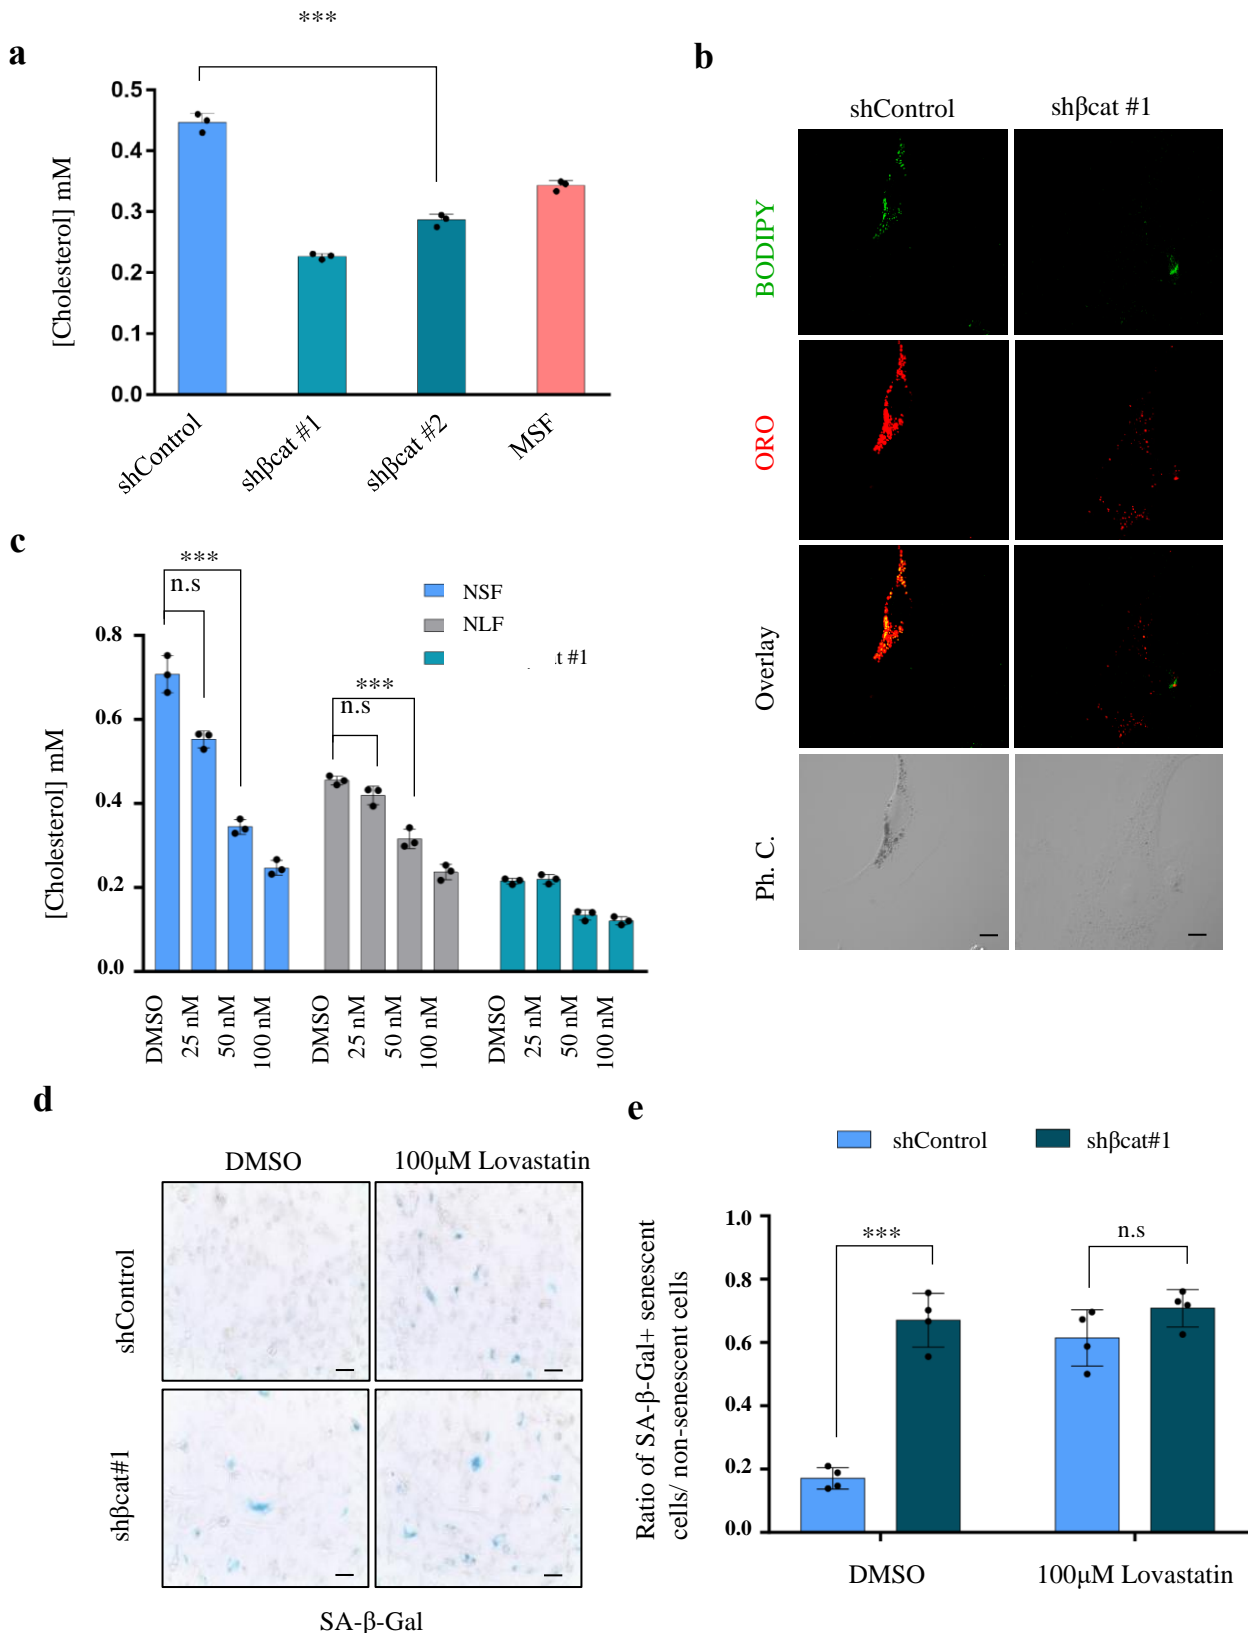 a
***
[Cholesterol] mM
0.5
0.4
0.3
0.2
0.1
0.0
shControl
shβcat #1
shβcat #2
MSF
b
shControl
shβcat #1
BODIPY
ORO
Overlay
Ph. C.
c
***
n.s
***
n.s
NSF
NLF
t #1
[Cholesterol] mM
0.8
0.6
0.4
0.2
0.0
DMSO
25 nM
50 nM
100 nM
DMSO
25 nM
50 nM
100 nM
DMSO
25 nM
50 nM
100 nM
d
DMSO
100μM Lovastatin
shControl
shβcat#1
SA-β-Gal
e
shControl
shβcat#1
Ratio of SA-β-Gal+ senescent
cells/ non-senescent cells
1.0
0.8
0.6
0.4
0.2
0.0
***
n.s
DMSO
100μM Lovastatin